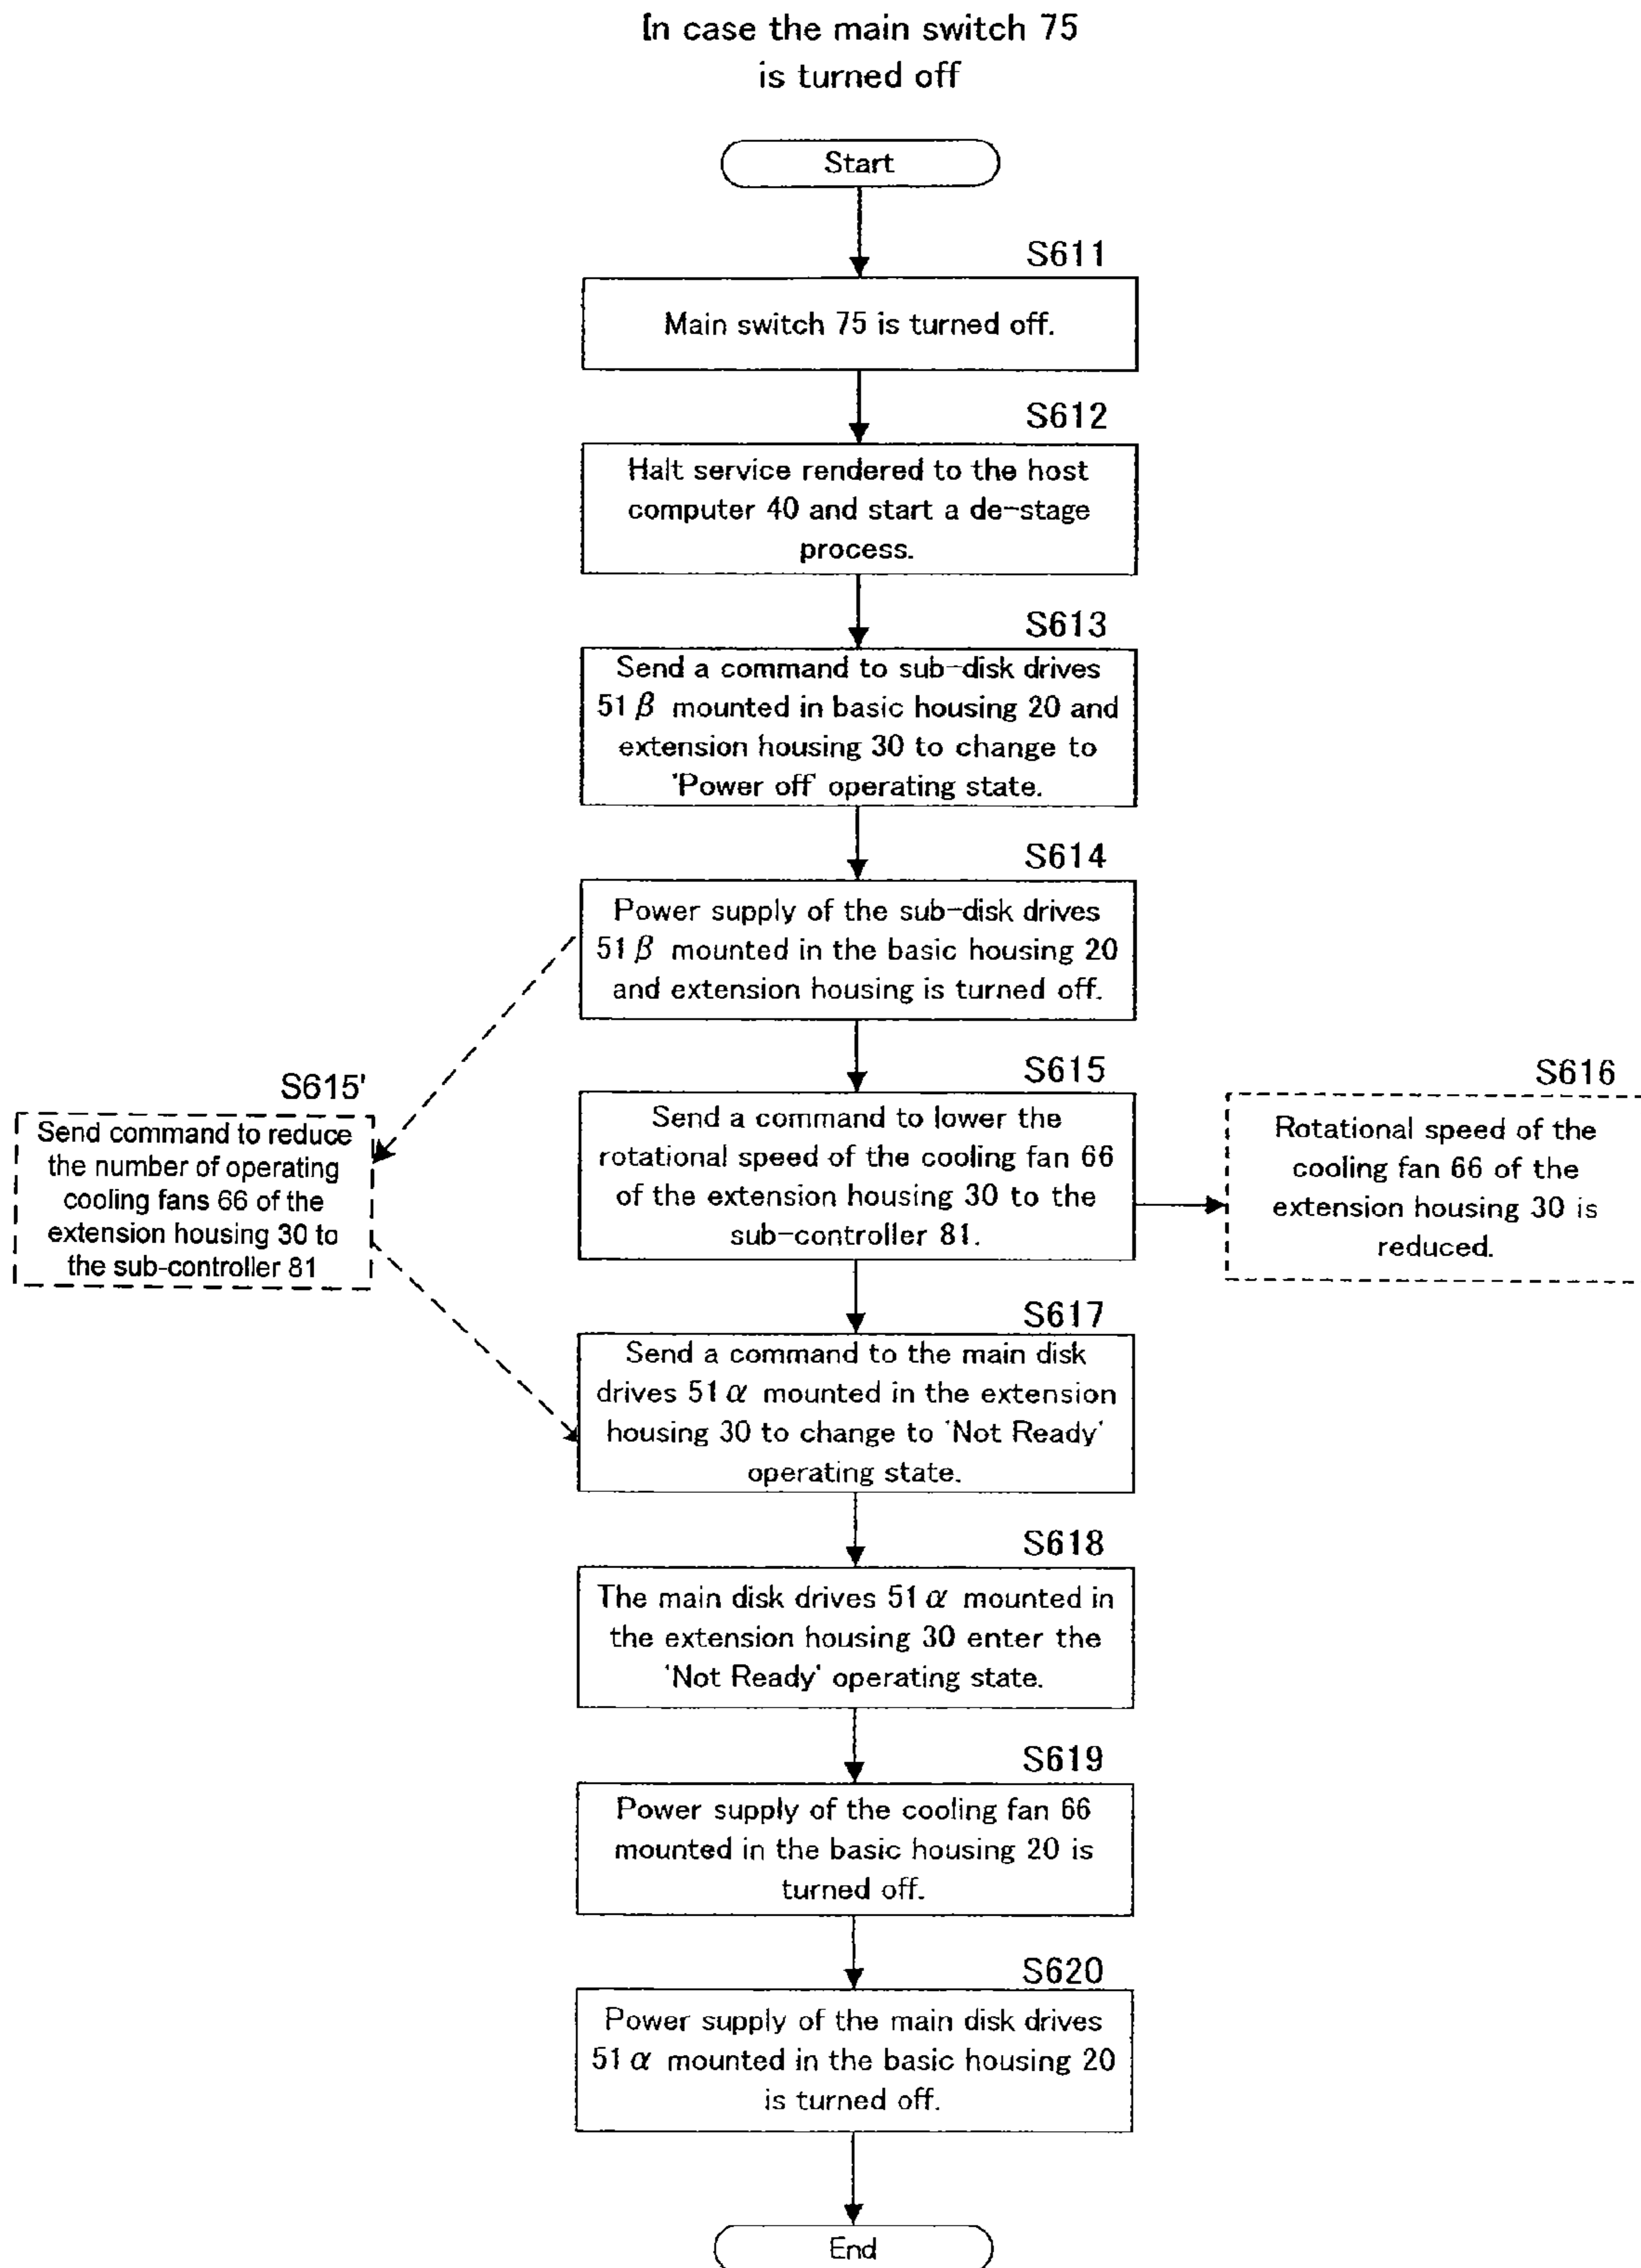 In case the main switch 75
is turned off
Start
S611
Main switch 75 is turned off.
S612
Halt service rendered to the host
computer 40 and start a de-stage
process.
S613
Send a command to sub-disk drives
51 β mounted in basic housing 20 and
extension housing 30 to change to
'Power off' operating state.
S614
Power supply of the sub-disk drives
51 β mounted in the basic housing 20
and extension housing is turned off.
S615'
Send command to reduce
the number of operating
cooling fans 66 of the
extension housing 30 to
the sub-controller 81
S615
Send a command to lower the
rotational speed of the cooling fan 66
of the extension housing 30 to the
sub-controller 81.
S616
Rotational speed of the
cooling fan 66 of the
extension housing 30 is
reduced.
S617
Send a command to the main disk
drives 51 α mounted in the extension
housing 30 to change to 'Not Ready'
operating state.
S618
The main disk drives 51 α mounted in
the extension housing 30 enter the
'Not Ready' operating state.
S619
Power supply of the cooling fan 66
mounted in the basic housing 20 is
turned off.
S620
Power supply of the main disk drives
51 α mounted in the basic housing 20
is turned off.
End